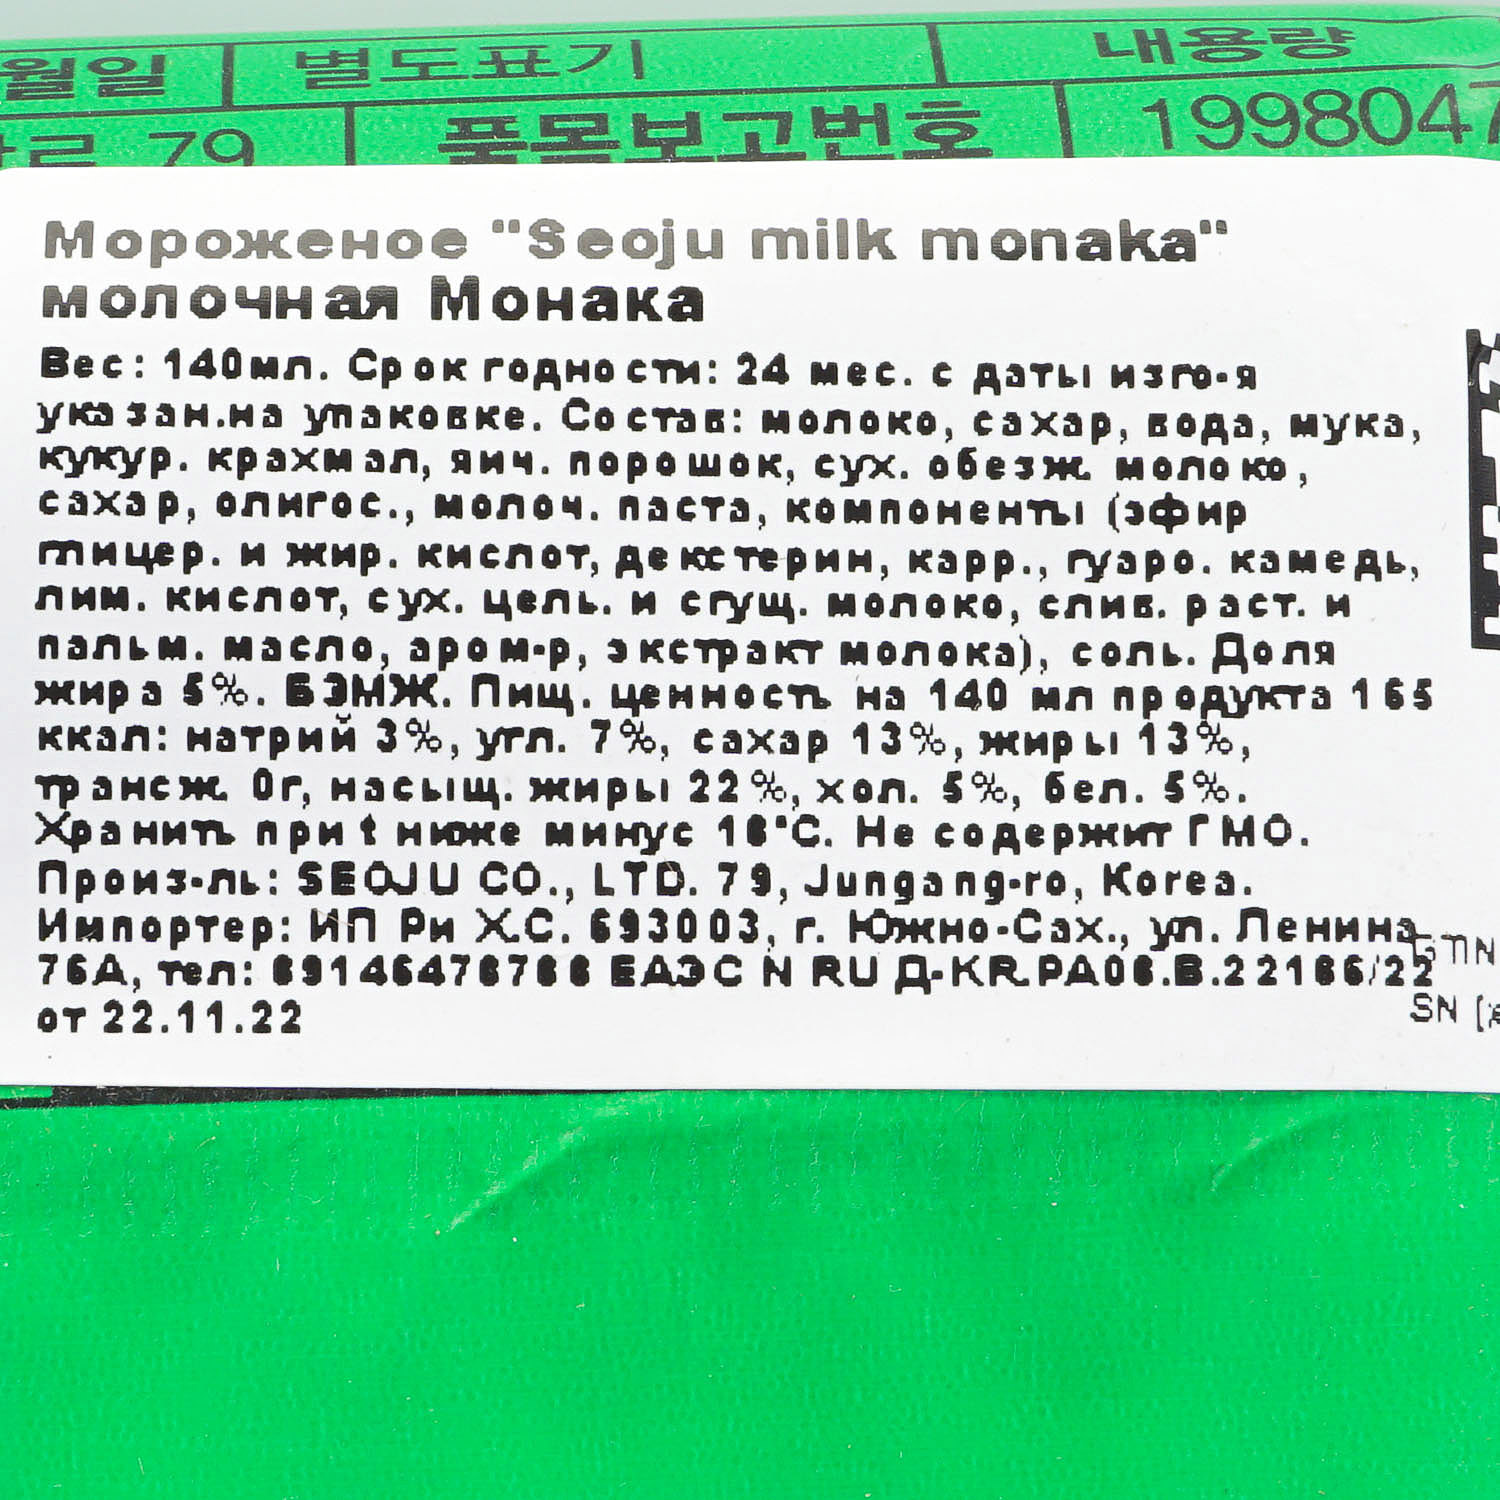 월일 별도표기 내용량
79 품목보고번호 1998047
Мороженое "Seoju milk monaka"
молочная Монака
Вес: 140мл. Срок годности: 24 мес. с даты изго-я
указан.на упаковке. Состав: молоко, сахар, вода, мука,
кукур. крахмал, яич. порошок, сух. обезж. молоко,
сахар, олигос., молоч. паста, компоненты (эфир
глицер. и жир. кислот, декстерин, карр., гуаро. камедь,
лим. кислот, сух. цель. и сгущ. молоко, слив. раст. и
пальм. масло, аром-р, экстракт молока), соль. Доля
жира 5%. БЗМЖ. Пищ. ценность на 140 мл продукта 165
ккал: натрий 3%, угл. 7%, сахар 13%, жиры 13%,
трансж. 0г, насыщ. жиры 22%, хол. 5%, бел. 5%.
Хранить при t ниже минус 18°С. Не содержит ГМО.
Произ-ль: SEOJU CO., LTD. 79, Jungang-ro, Korea.
Импортер: ИП Ри Х.С. 693003, г. Южно-Сах., ул. Ленина
76А, тел: ЕАЭС N RU Д-KR.РА08.В.22166/22
от 22.11.22
GTIN
SN